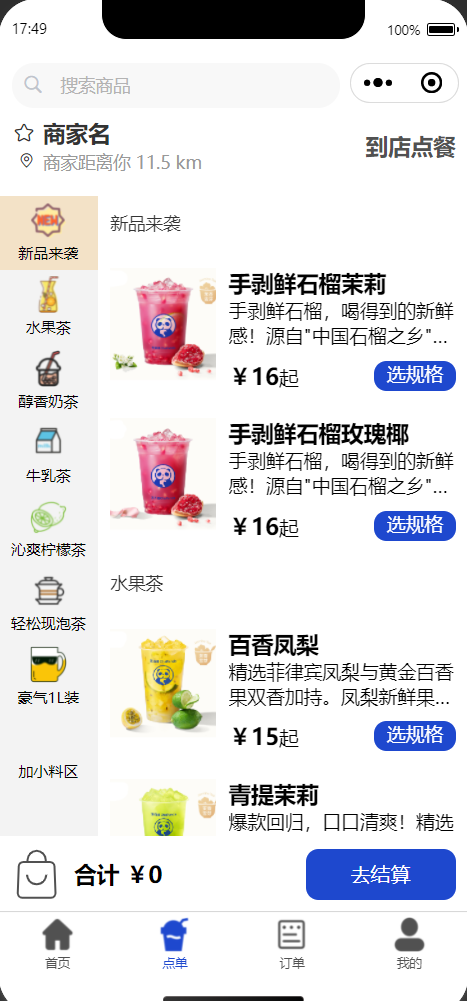 17:49
100%
搜索商品
商家名
商家距离你 11.5 km
到店点餐
新品来袭
水果茶
醇香奶茶
牛乳茶
沁爽柠檬茶
轻松现泡茶
豪气1L装
加小料区
新品来袭
手剥鲜石榴茉莉
手剥鲜石榴，喝得到的新鲜
感！源自"中国石榴之乡"...
￥16起
选规格
手剥鲜石榴玫瑰椰
手剥鲜石榴，喝得到的新鲜
感！源自"中国石榴之乡"...
￥16起
选规格
水果茶
百香凤梨
精选菲律宾凤梨与黄金百香
果双香加持。凤梨新鲜果...
￥15起
选规格
青提茉莉
爆款回归，口口清爽！精选
合计 ￥0
去结算
首页
点单
订单
我的